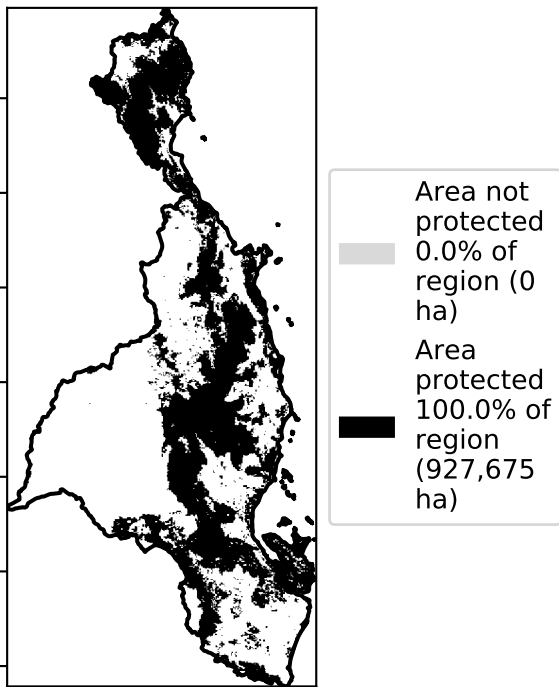 Area not
protected
0.0% of
region (0
ha)
Area
protected
100.0% of
region
(927,675
ha)